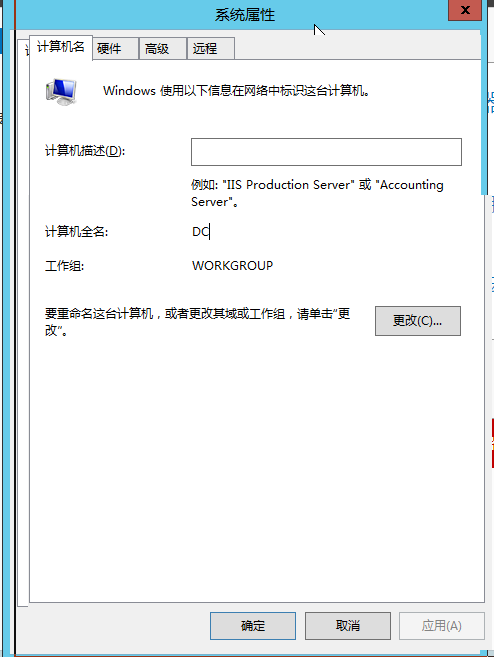 系统属性
x
计算机名 硬件 高级 远程
Windows 使用以下信息在网络中标识这台计算机。
计算机描述(D):
例如: "IIS Production Server" 或 "Accounting
Server"。
计算机全名: DC
工作组: WORKGROUP
要重命名这台计算机，或者更改其域或工作组，请单击"更
改"。
更改(C)...
确定 取消 应用(A)